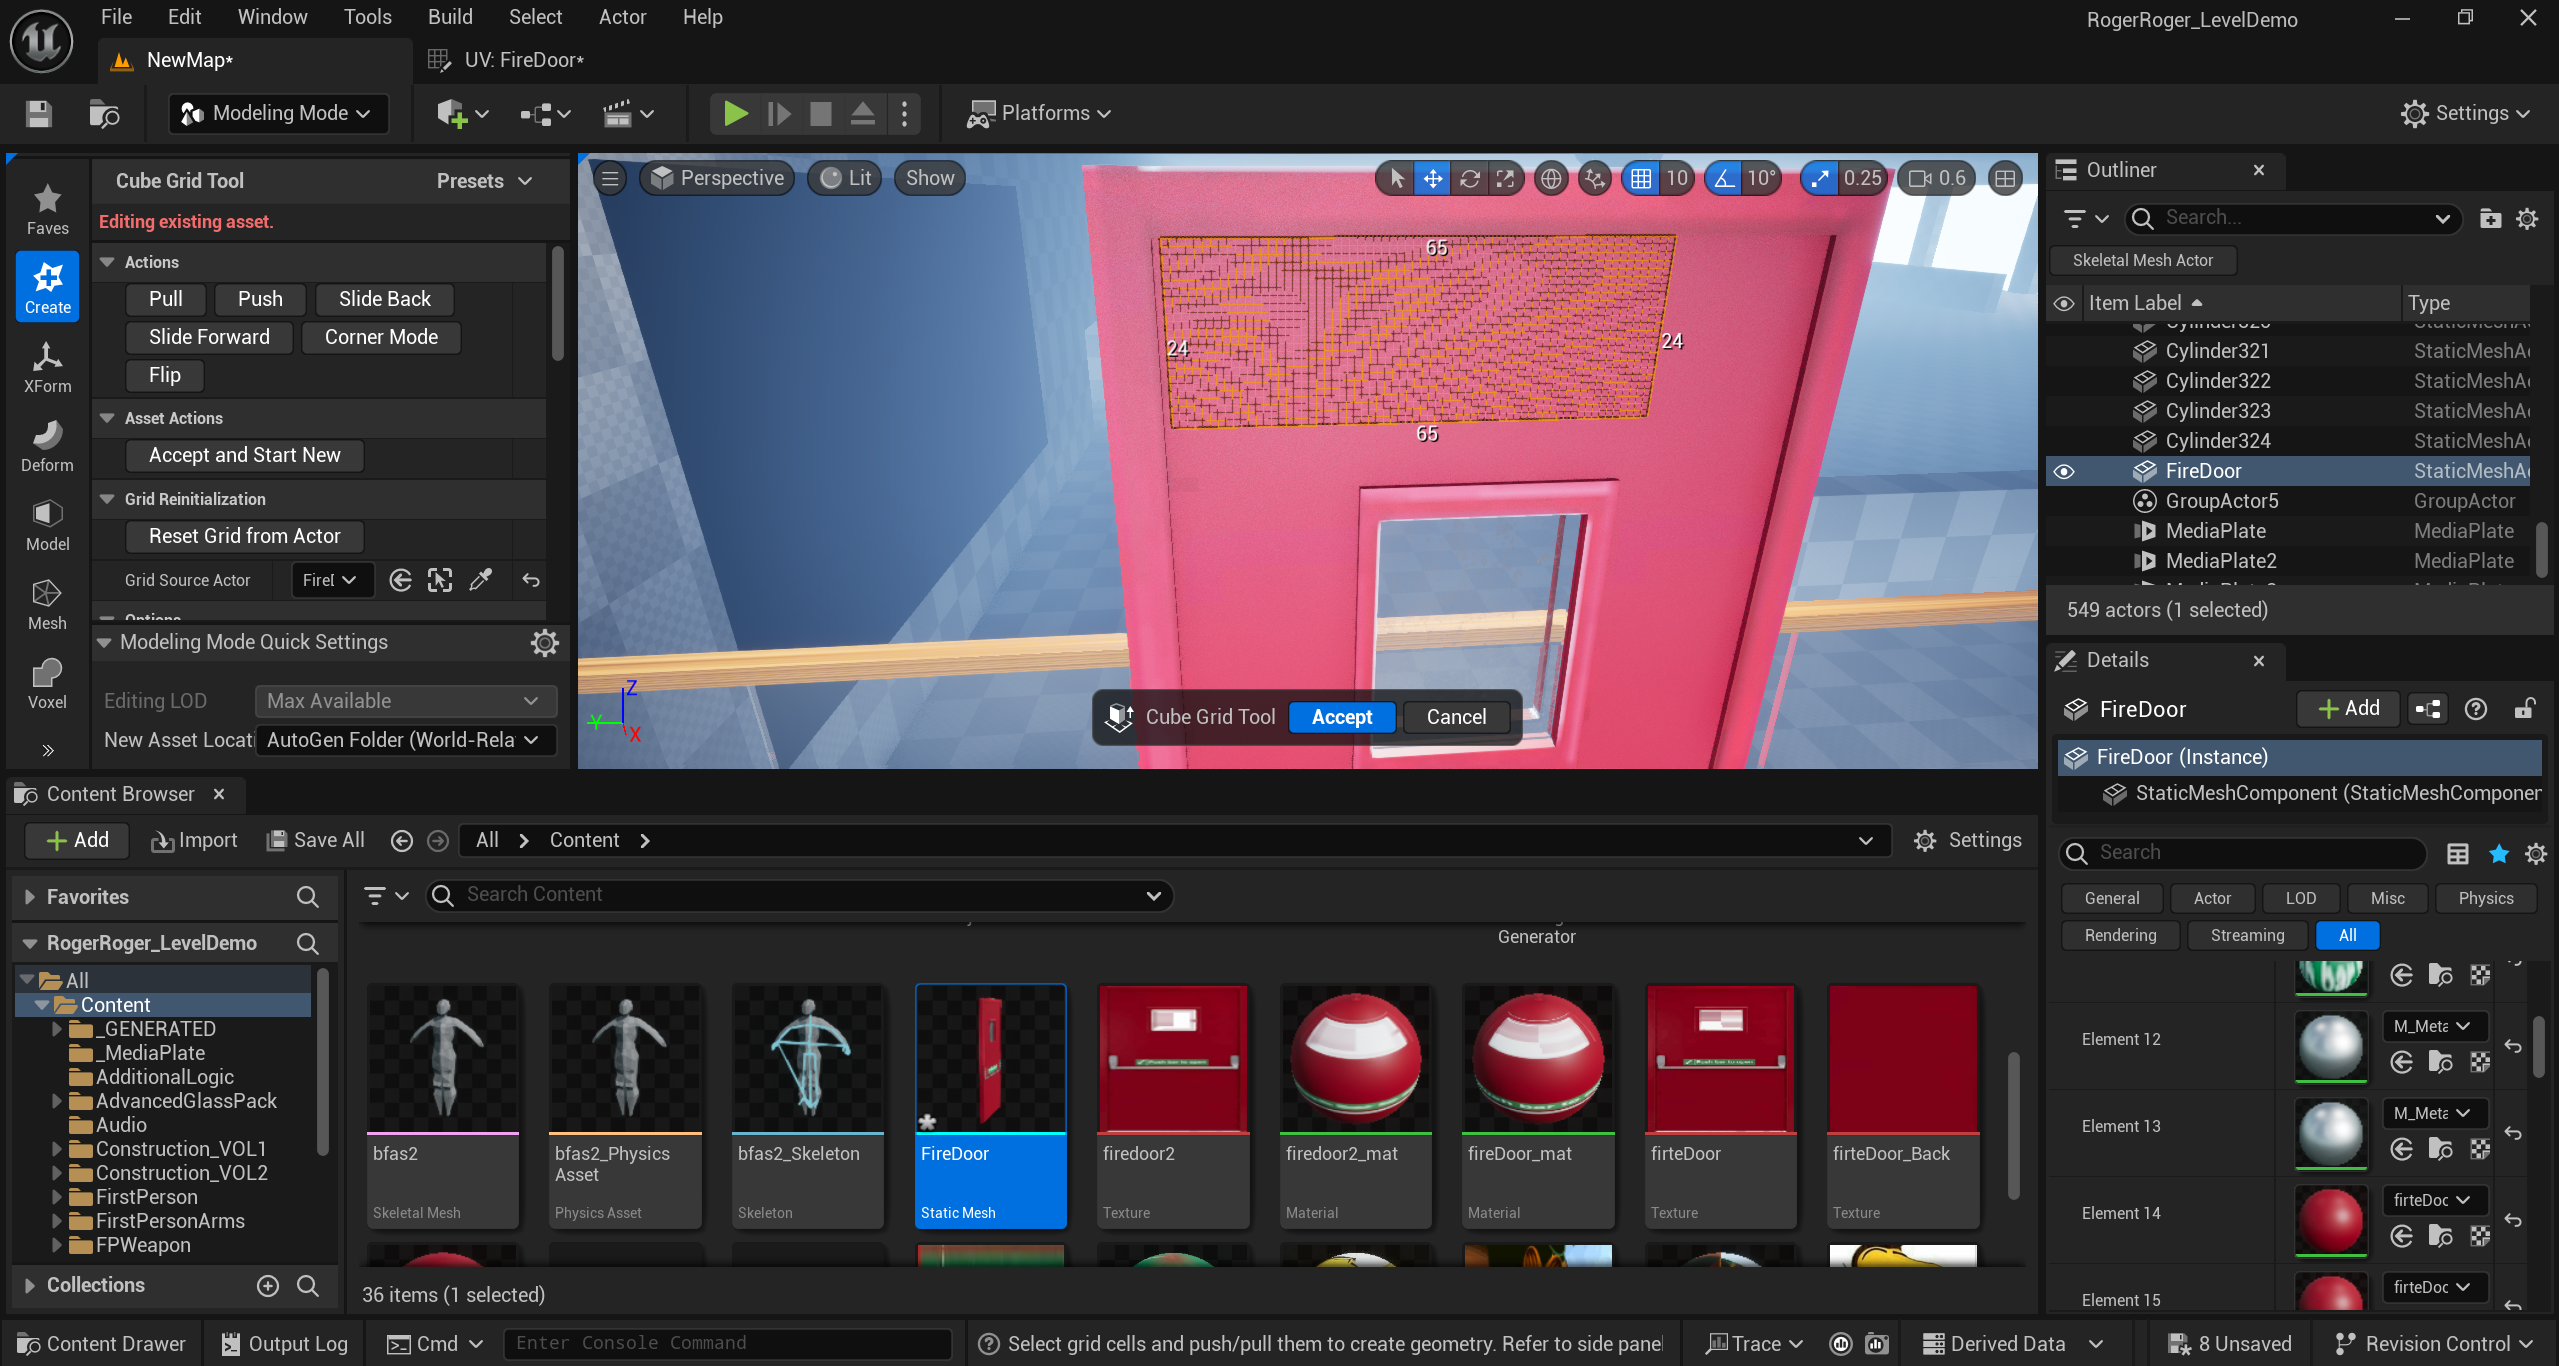 File Edit Window Tools Build Select Actor Help
RogerRoger_LevelDemo
NewMap*
UV: FireDoor*
Modeling Mode
Platforms
Settings
Cube Grid Tool
Presets
Editing existing asset.
Faves
Create
XForm
Deform
Model
Mesh
Voxel
Actions
Pull
Push
Slide Back
Slide Forward
Corner Mode
Flip
Asset Actions
Accept and Start New
Grid Reinitialization
Reset Grid from Actor
Grid Source Actor
Modeling Mode Quick Settings
Editing LOD
Max Available
New Asset Locati
AutoGen Folder (World-Rela
Perspective
Lit
Show
10
10°
0.25
0.6
65
24
24
65
Z
Y
X
Cube Grid Tool
Accept
Cancel
Outliner
Search...
Skeletal Mesh Actor
Item Label
Type
Cylinder321 StaticMeshA
Cylinder322 StaticMeshA
Cylinder323 StaticMeshA
Cylinder324 StaticMeshA
FireDoor StaticMeshA
GroupActor5 GroupActor
MediaPlate MediaPlate
MediaPlate2 MediaPlate
549 actors (1 selected)
Details
FireDoor
Add
FireDoor (Instance)
StaticMeshComponent (StaticMeshComponen
Search
General
Actor
LOD
Misc
Physics
Rendering
Streaming
All
Element 12
M_Meta
Element 13
M_Meta
Element 14
firteDoc
Element 15
firteDoc
Content Browser
Add
Import
Save All
All
Content
Settings
Favorites
RogerRoger_LevelDemo
All
Content
_GENERATED
_MediaPlate
AdditionalLogic
AdvancedGlassPack
Audio
Construction_VOL1
Construction_VOL2
FirstPerson
FirstPersonArms
FPWeapon
Collections
Search Content
Generator
bfas2
Skeletal Mesh
bfas2_Physics
Asset
Physics Asset
bfas2_Skeleton
Skeleton
FireDoor
Static Mesh
firedoor2
Texture
firedoor2_mat
Material
fireDoor_mat
Material
firteDoor
Texture
firteDoor_Back
Texture
36 items (1 selected)
Content Drawer
Output Log
Cmd
Enter Console Command
Select grid cells and push/pull them to create geometry. Refer to side pane
Trace
Derived Data
8 Unsaved
Revision Control